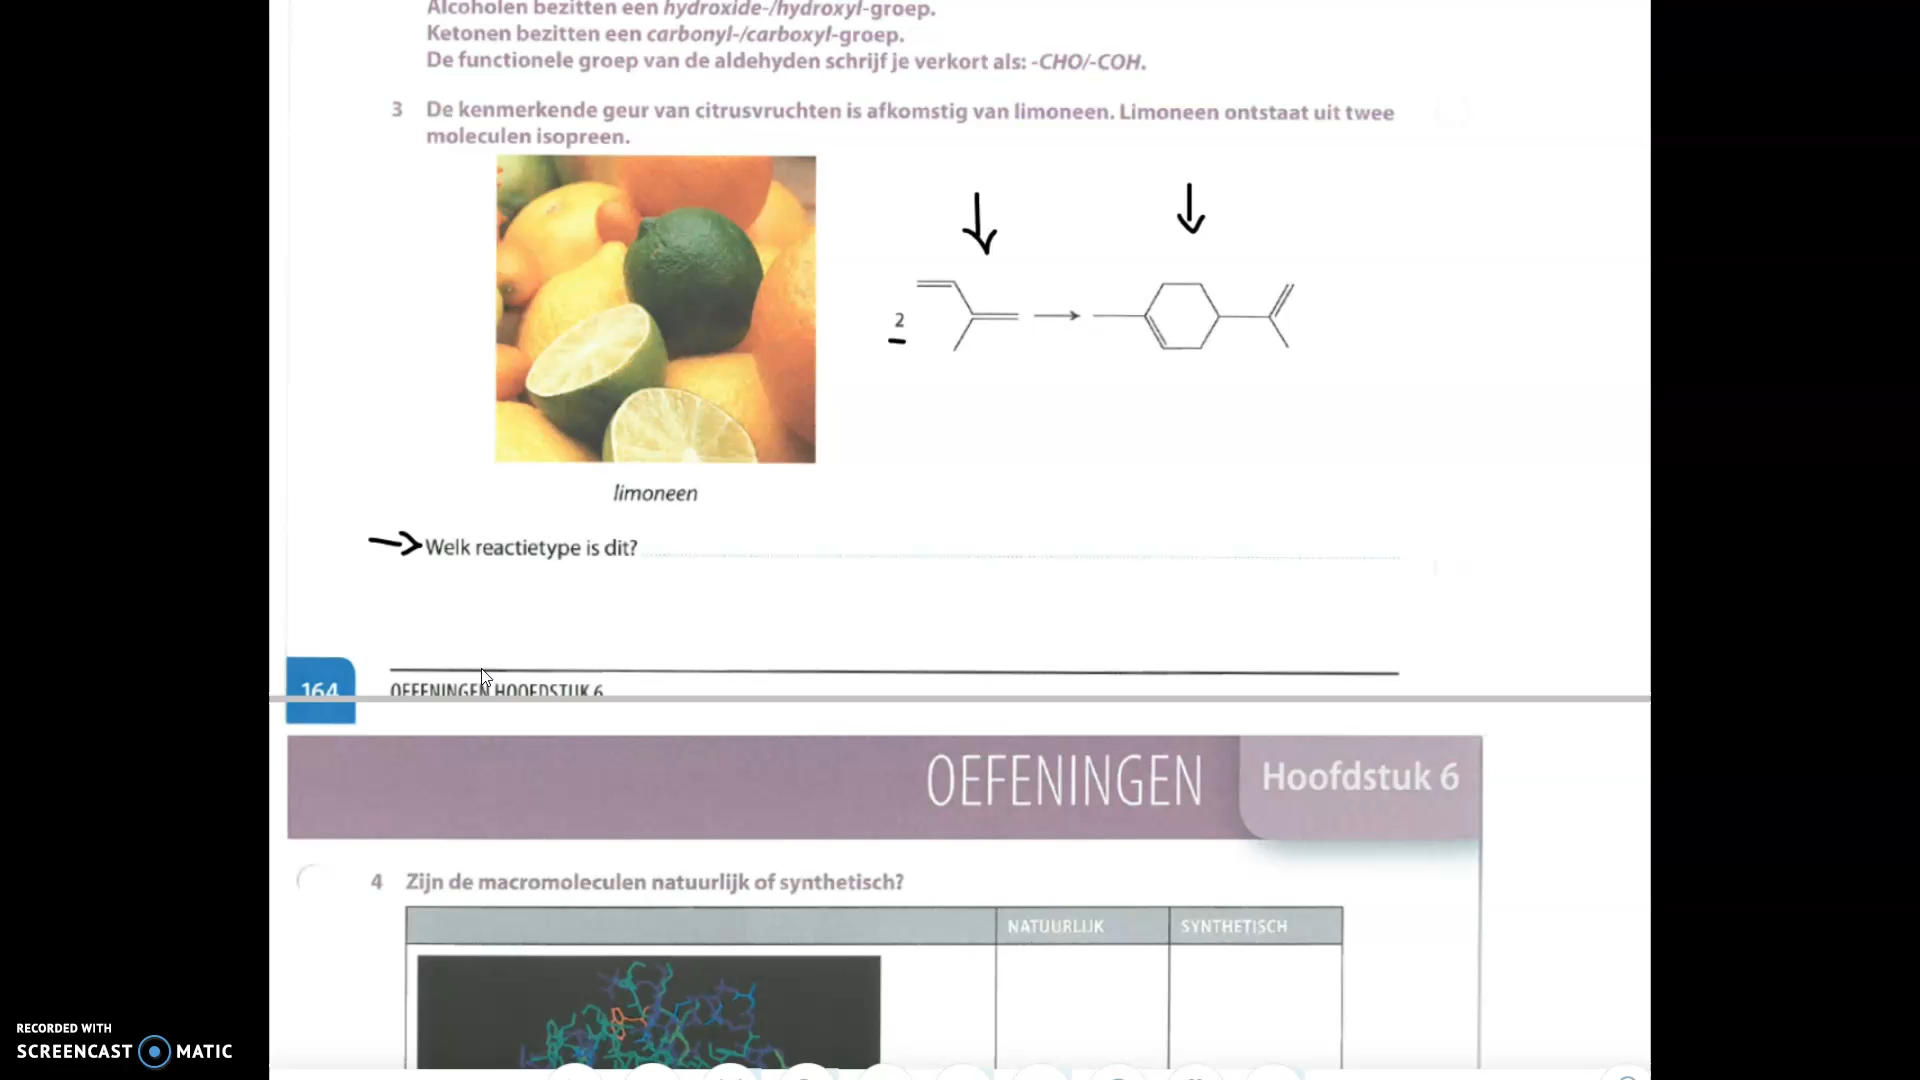 Alcoholen bezitten een hydroxide-/hydroxyl-groep.
Ketonen bezitten een carbonyl-/carboxyl-groep.
De functionele groep van de aldehyden schrijf je verkort als: -CHO/-COH.
3 De kenmerkende geur van citrusvruchten is afkomstig van limoneen. Limoneen ontstaat uit twee
moleculen isopreen.
2
limoneen
Welk reactietype is dit?
164 OEFENINGEN HOOFDSTUK 6
OEFENINGEN Hoofdstuk 6
4 Zijn de macromoleculen natuurlijk of synthetisch?
NATUURLIJK SYNTHETISCH
RECORDED WITH
SCREENCAST MATIC